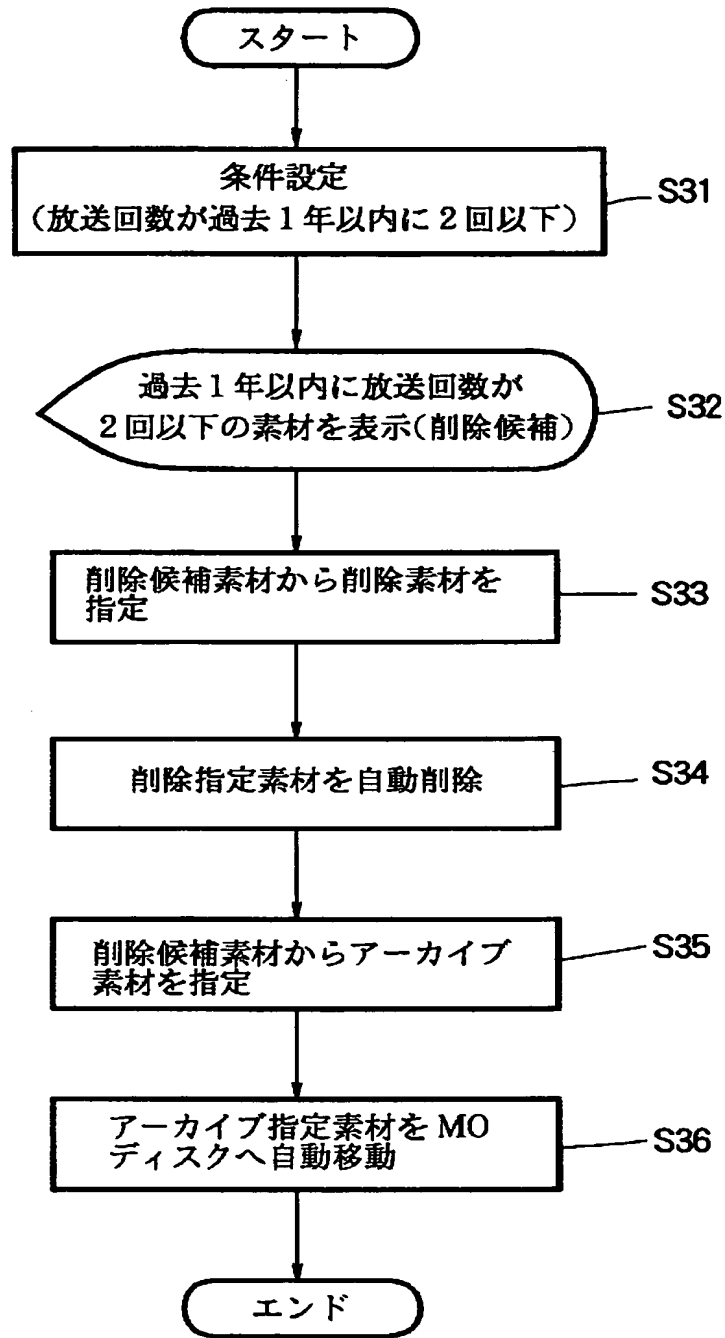 スタート
条件設定
(放送回数が過去1年以内に2回以下)
S31
過去1年以内に放送回数が
2回以下の素材を表示(削除候補)
S32
削除候補素材から削除素材を
指定
S33
削除指定素材を自動削除
S34
削除候補素材からアーカイブ
素材を指定
S35
アーカイブ指定素材をMO
ディスクへ自動移動
S36
エンド